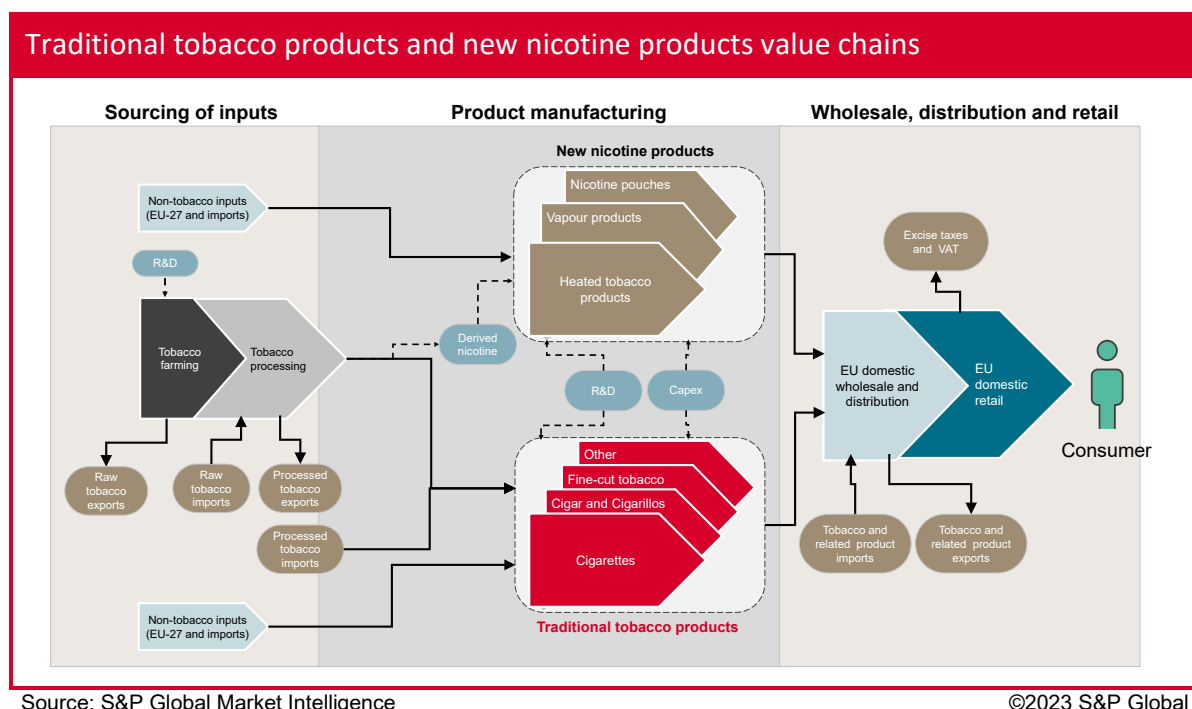 Traditional tobacco products and new nicotine products value chains
Sourcing of inputs
Product manufacturing
Wholesale, distribution and retail
New nicotine products
Non-tobacco inputs
(EU-27 and imports)
Nicotine pouches
Vapour products
Heated tobacco
products
Excise taxes
and VAT
R&D
Tobacco
farming
Tobacco
processing
Derived
nicotine
R&D
Capex
EU domestic
wholesale and
distribution
EU
domestic
retail
Consumer
Raw
tobacco
exports
Raw
tobacco
imports
Processed
tobacco
exports
Processed
tobacco
imports
Other
Fine-cut tobacco
Cigar and Cigarillos
Cigarettes
Tobacco and
related product
imports
Tobacco and
related product
exports
Non-tobacco inputs
(EU-27 and imports)
Traditional tobacco products
Source: S&P Global Market Intelligence
©2023 S&P Global